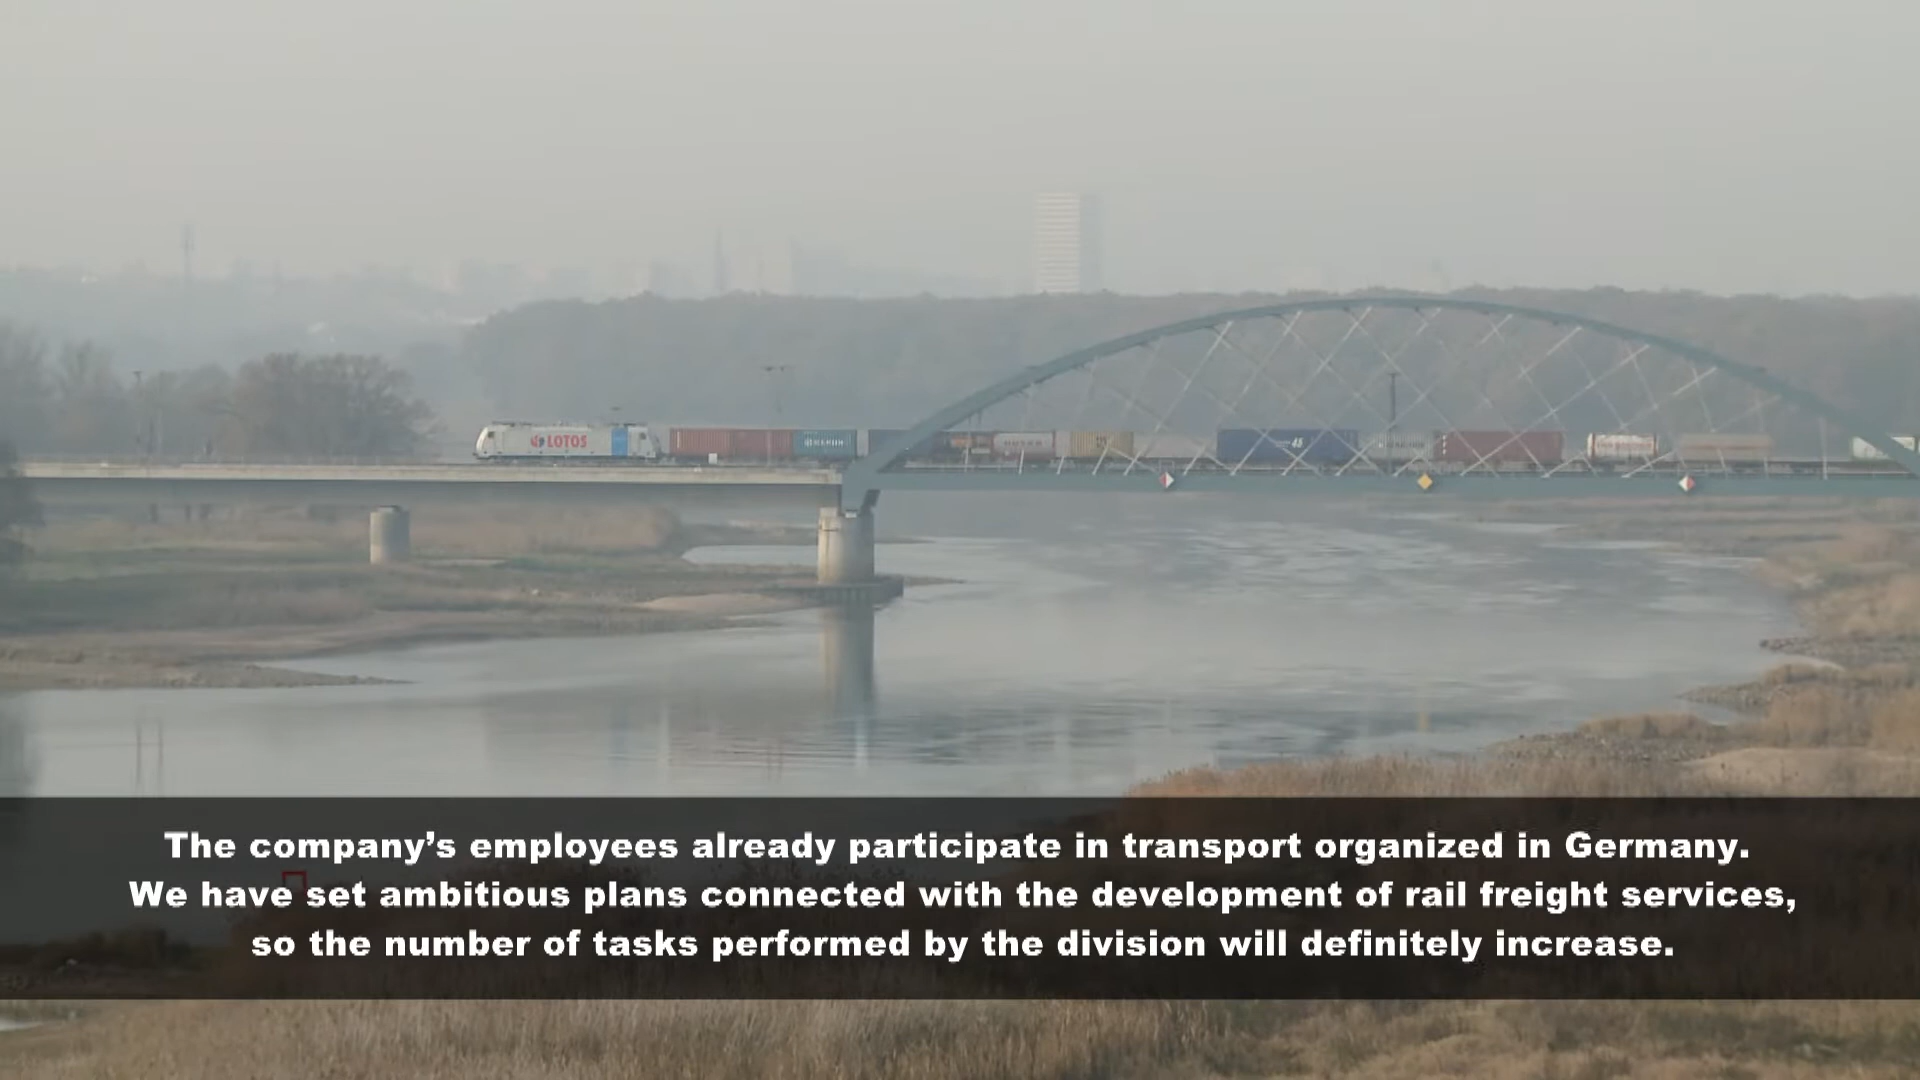 LOTOS
45
The company’s employees already participate in transport organized in Germany.
We have set ambitious plans connected with the development of rail freight services,
so the number of tasks performed by the division will definitely increase.